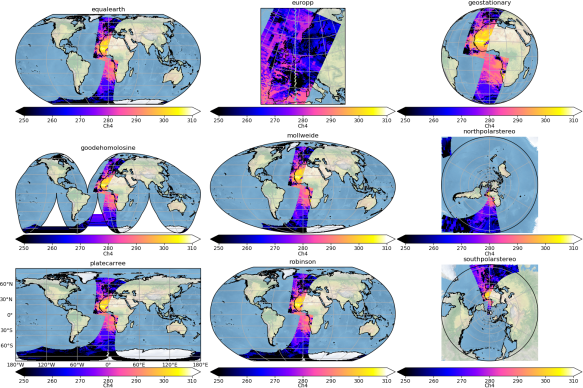 equalearth
europp
geostationary
250 260 270 280 290 300 310
Ch4
250 260 270 280 290 300 310
Ch4
250 260 270 280 290 300 310
Ch4
goodehomolosine
mollweide
northpolarstereo
250 260 270 280 290 300 310
Ch4
250 260 270 280 290 300 310
Ch4
250 260 270 280 290 300 310
Ch4
platecarree
robinson
southpolarstereo
60°N
30°N
0°
30°S
60°S
180°W 120°W 60°W 0° 60°E 120°E 180°E
250 260 270 280 290 300 310
Ch4
250 260 270 280 290 300 310
Ch4
250 260 270 280 290 300 310
Ch4